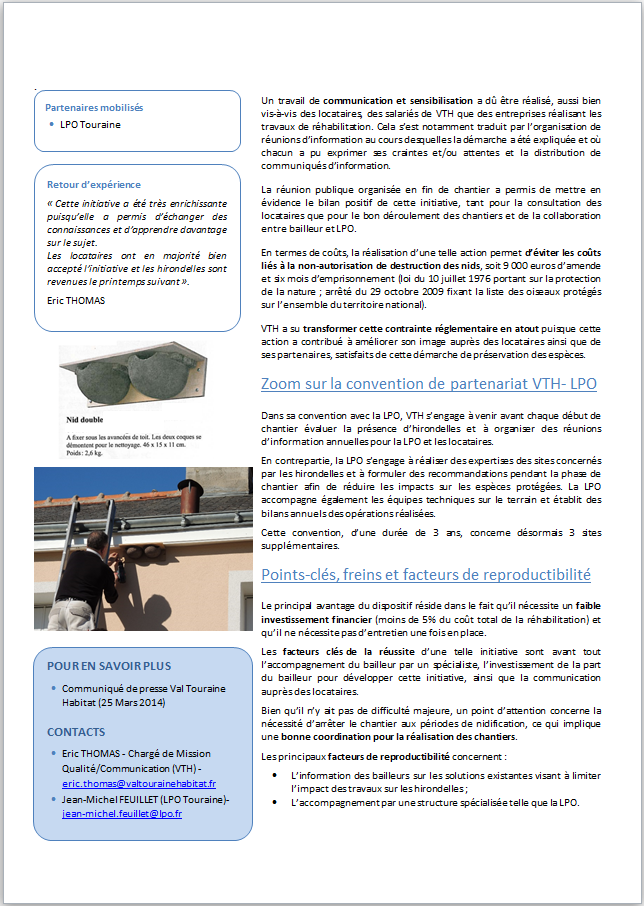 Partenaires mobilisés
• LPO Touraine
Retour d'expérience
« Cette initiative a été très enrichissante
puisqu'elle a permis d'échanger des
connaissances et d'apprendre davantage
sur le sujet.
Les locataires ont en majorité bien
accepté l'initiative et les hirondelles sont
revenues le printemps suivant ».
Eric THOMAS
Nid double
A fixer sous les avancées de toit. Les deux coques se
démontent pour le nettoyage. 46 x 15 x 11 cm.
Poids : 2,6 kg.
POUR EN SAVOIR PLUS
• Communiqué de presse Val Touraine
Habitat (25 Mars 2014)
CONTACTS
• Eric THOMAS - Chargé de Mission
Qualité/Communication (VTH) -
eric.thomas@valtourainehabitat.fr
• Jean-Michel FEUILLET (LPO Touraine)-
jean-michel.feuillet@lpo.fr
Un travail de communication et sensibilisation a dû être réalisé, aussi bien
vis-à-vis des locataires, des salariés de VTH que des entreprises réalisant les
travaux de réhabilitation. Cela s'est notamment traduit par l'organisation de
réunions d'information au cours desquelles la démarche a été expliquée et où
chacun a pu exprimer ses craintes et/ou attentes et la distribution de
communiqués d'information.
La réunion publique organisée en fin de chantier a permis de mettre en
évidence le bilan positif de cette initiative, tant pour la consultation des
locataires que pour le bon déroulement des chantiers et de la collaboration
entre bailleur et LPO.
En termes de coûts, la réalisation d'une telle action permet d'éviter les coûts
liés à la non-autorisation de destruction des nids, soit 9 000 euros d'amende
et six mois d'emprisonnement (loi du 10 juillet 1976 portant sur la protection
de la nature ; arrêté du 29 octobre 2009 fixant la liste des oiseaux protégés
sur l'ensemble du territoire national).
VTH a su transformer cette contrainte réglementaire en atout puisque cette
action a contribué à améliorer son image auprès des locataires ainsi que de
ses partenaires, satisfaits de cette démarche de préservation des espèces.
Zoom sur la convention de partenariat VTH- LPO
Dans sa convention avec la LPO, VTH s'engage à venir avant chaque début de
chantier évaluer la présence d'hirondelles et à organiser des réunions
d'information annuelles pour la LPO et les locataires.
En contrepartie, la LPO s'engage à réaliser des expertises des sites concernés
par les hirondelles et à formuler des recommandations pendant la phase de
chantier afin de réduire les impacts sur les espèces protégées. La LPO
accompagne également les équipes techniques sur le terrain et établit des
bilans annuels des opérations réalisées.
Cette convention, d'une durée de 3 ans, concerne désormais 3 sites
supplémentaires.
Points-clés, freins et facteurs de reproductibilité
Le principal avantage du dispositif réside dans le fait qu'il nécessite un faible
investissement financier (moins de 5% du coût total de la réhabilitation) et
qu'il ne nécessite pas d'entretien une fois en place.
Les facteurs clés de la réussite d'une telle initiative sont avant tout
l'accompagnement du bailleur par un spécialiste, l'investissement de la part
du bailleur pour développer cette initiative, ainsi que la communication
auprès des locataires.
Bien qu'il n'y ait pas de difficulté majeure, un point d'attention concerne la
nécessité d'arrêter le chantier aux périodes de nidification, ce qui implique
une bonne coordination pour la réalisation des chantiers.
Les principaux facteurs de reproductibilité concernent :
• L'information des bailleurs sur les solutions existantes visant à limiter
l'impact des travaux sur les hirondelles ;
• L'accompagnement par une structure spécialisée telle que la LPO.